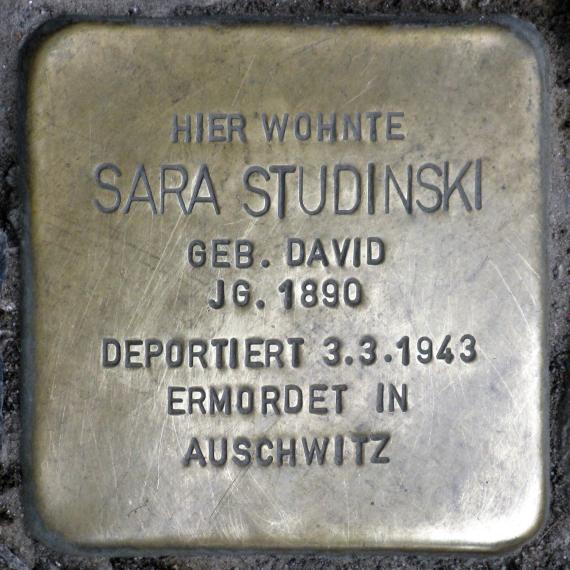 HIER WOHNTE
SARA STUDINSKI
GEB. DAVID
JG. 1890
DEPORTIERT 3.3.1943
ERMORDET IN
AUSCHWITZ